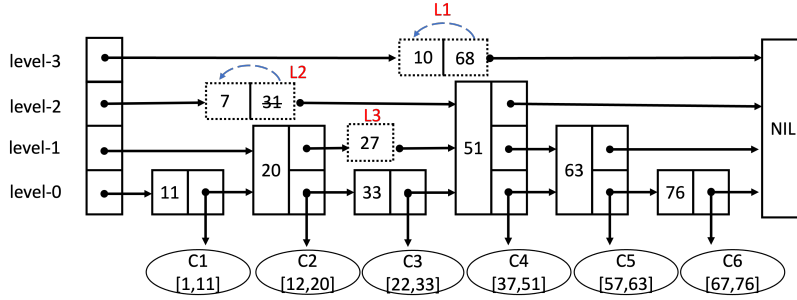 L1
level-3
10 68
L2
level-2
7 31
L3
level-1
27
51
NIL
20
63
level-0
11
33
76
C1
[1,11]
C2
[12,20]
C3
[22,33]
C4
[37,51]
C5
[57,63]
C6
[67,76]